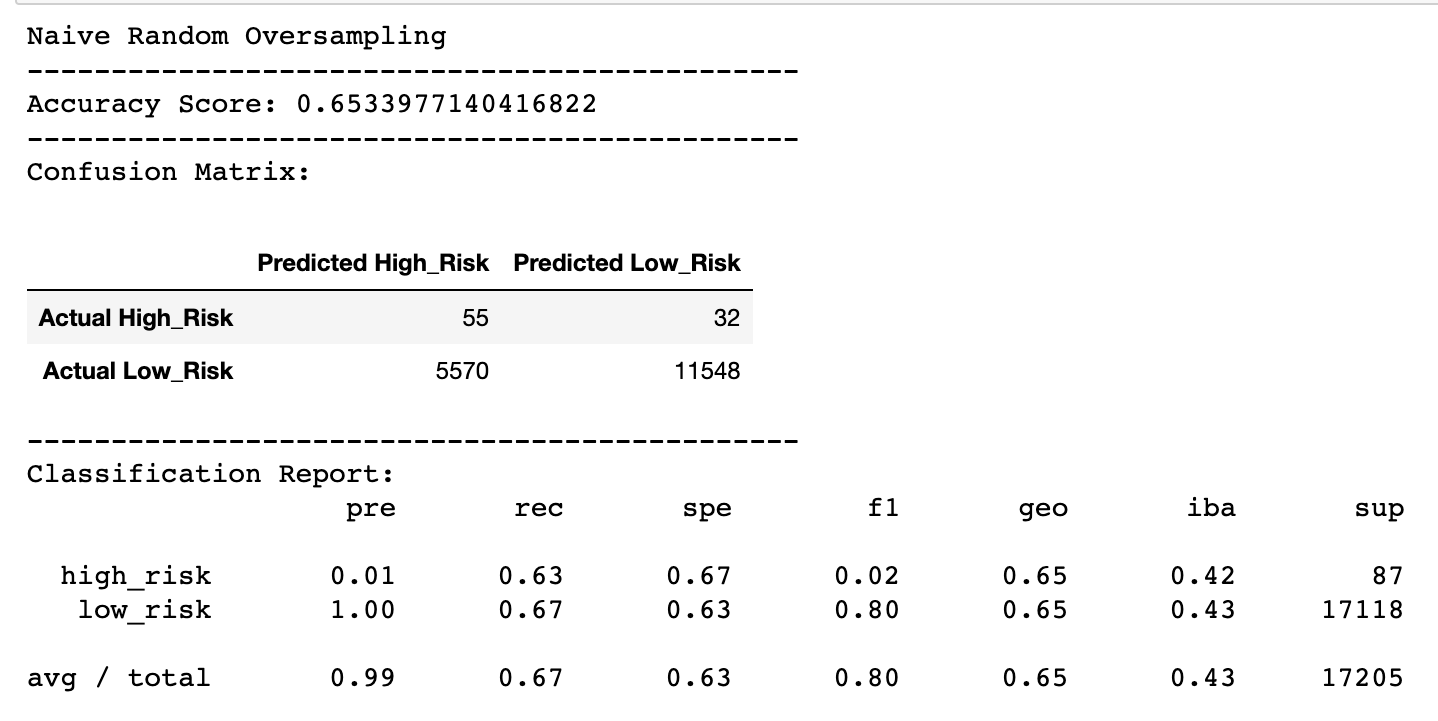 Naive Random Oversampling
----------------------------------------------
Accuracy Score: 0.6533977140416822
----------------------------------------------
Confusion Matrix:
Predicted High_Risk Predicted Low_Risk
Actual High_Risk 55 32
Actual Low_Risk 5570 11548
----------------------------------------------
Classification Report:
pre rec spe f1 geo iba sup
high_risk 0.01 0.63 0.67 0.02 0.65 0.42 87
low_risk 1.00 0.67 0.63 0.80 0.65 0.43 17118
avg / total 0.99 0.67 0.63 0.80 0.65 0.43 17205